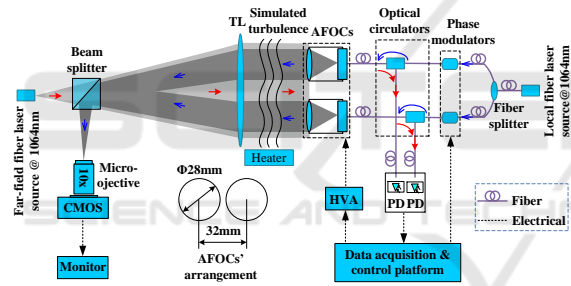 TL
Simulated
turbulence
AFOCs
Optical
circulators
Phase
modulators
Beam
splitter
Far-field fiber laser
source @ 1064nm
Micro-
objective
10x
CMOS
Monitor
Heater
Φ28mm
32mm
AFOCs'
arrangement
HVA
PD PD
Data acquisition &
control platform
Fiber
splitter
Local fiber laser
source@1064nm
Fiber
Electrical